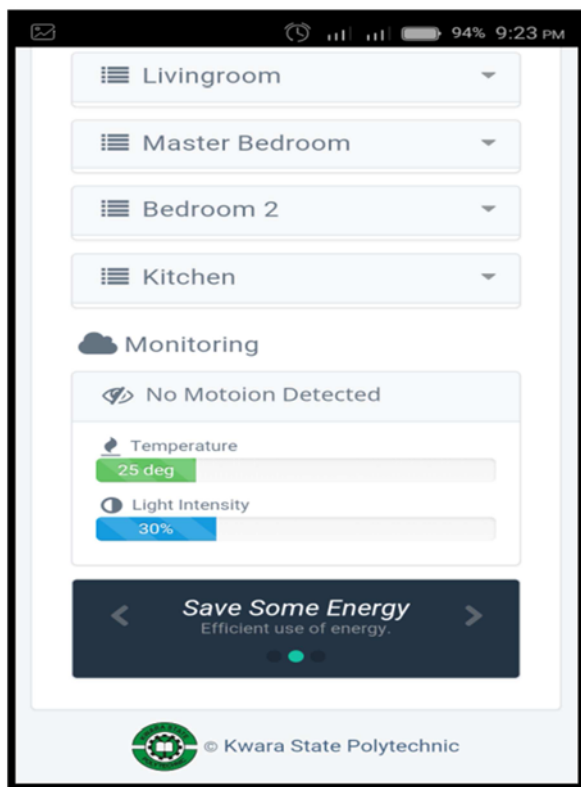 94% 9:23 PM
Livingroom
Master Bedroom
Bedroom 2
Kitchen
Monitoring
No Motoion Detected
Temperature
25 deg
Light Intensity
30%
Save Some Energy
Efficient use of energy.
© Kwara State Polytechnic